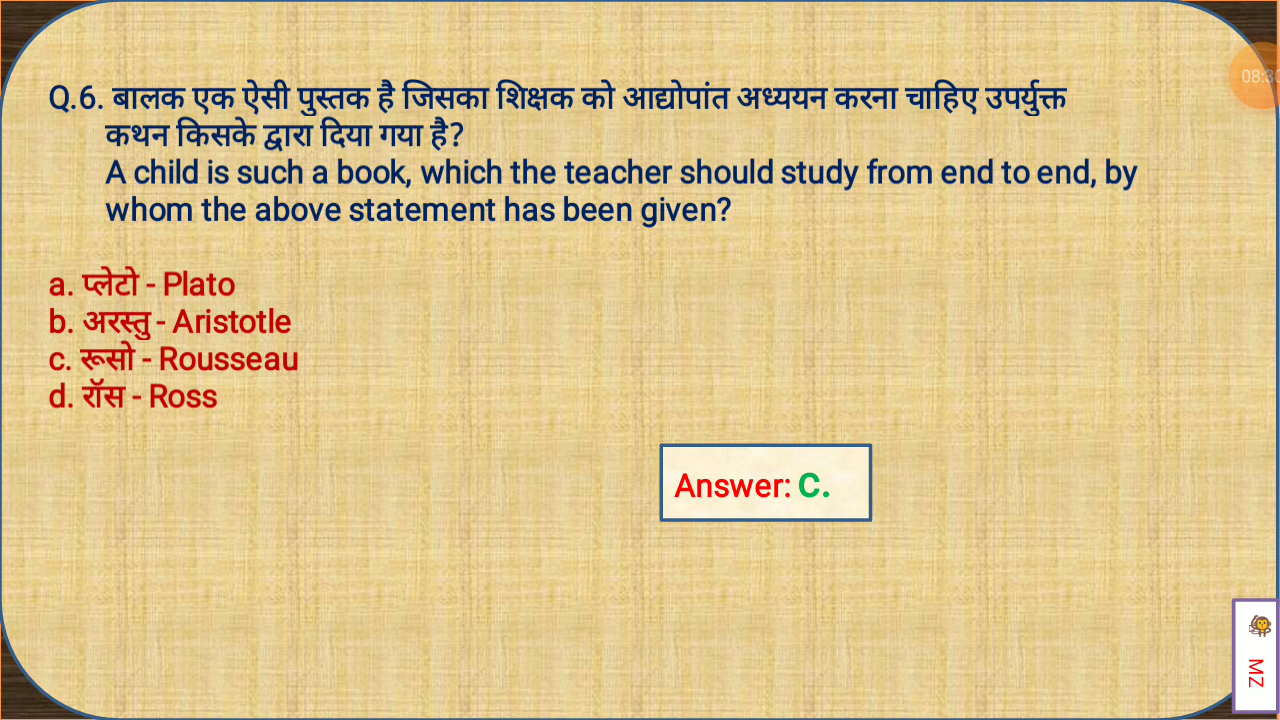 Q.6. बालक एक ऐसी पुस्तक है जिसका शिक्षक को आद्योपांत अध्ययन करना चाहिए उपर्युक्त
कथन किसके द्वारा दिया गया है?
A child is such a book, which the teacher should study from end to end, by
whom the above statement has been given?
a. प्लेटो - Plato
b. अरस्तु - Aristotle
c. रूसो - Rousseau
d. रॉस - Ross
Answer: C.
MZ